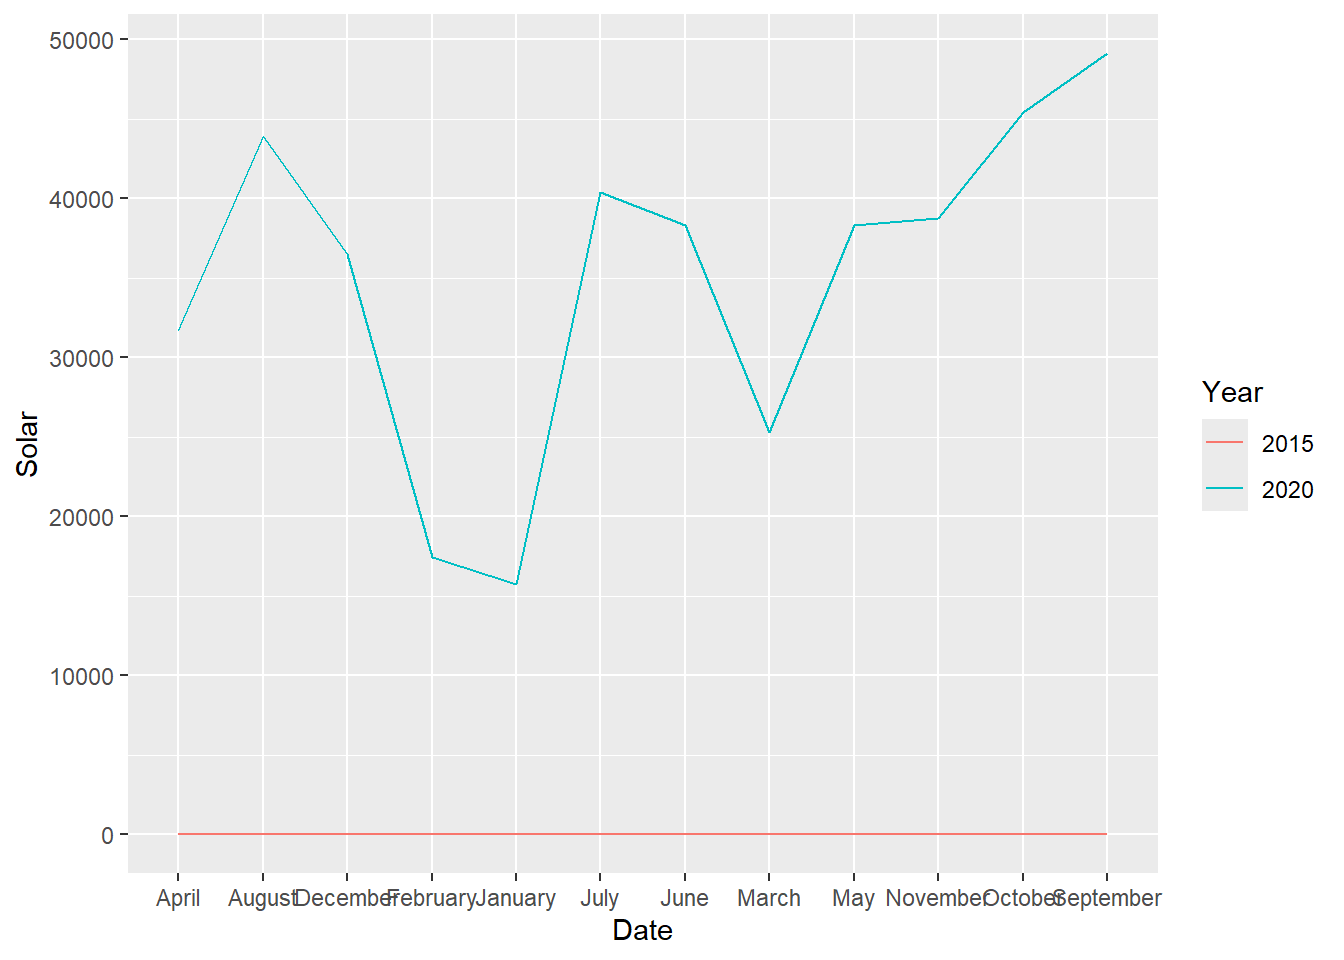 50000
40000
30000
20000
10000
0
Solar
April August December February January July June March May November October September
Date
Year
2015
2020